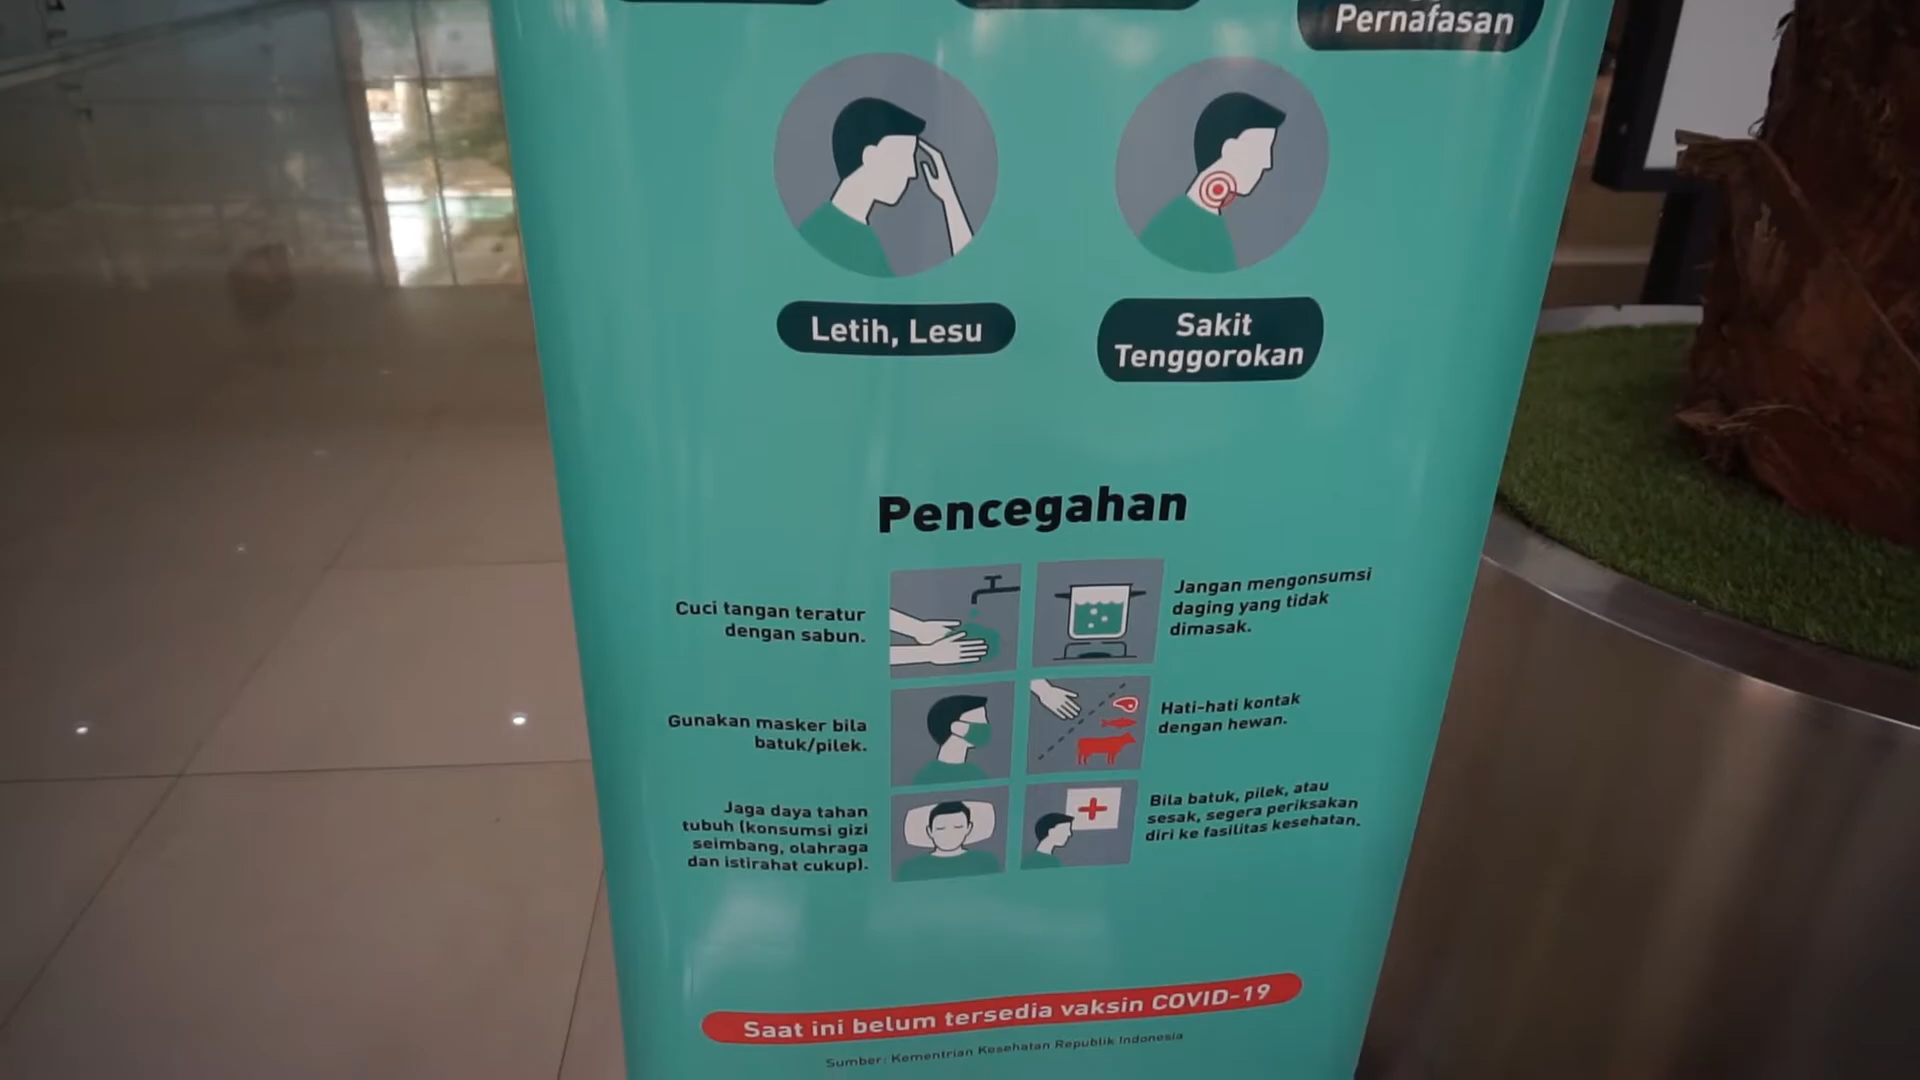 Pernafasan
Letih, Lesu
Sakit
Tenggorokan
Pencegahan
Cuci tangan teratur
dengan sabun.
Jangan mengonsumsi
daging yang tidak
dimasak.
Gunakan masker bila
batuk/pilek.
Hati-hati kontak
dengan hewan.
Jaga daya tahan
tubuh (konsumsi gizi
seimbang, olahraga
dan istirahat cukup).
Bila batuk, pilek, atau
sesak, segera periksakan
diri ke fasilitas kesehatan.
Saat ini belum tersedia vaksin COVID-19
Sumber: Kementrian Kesehatan Republik Indonesia